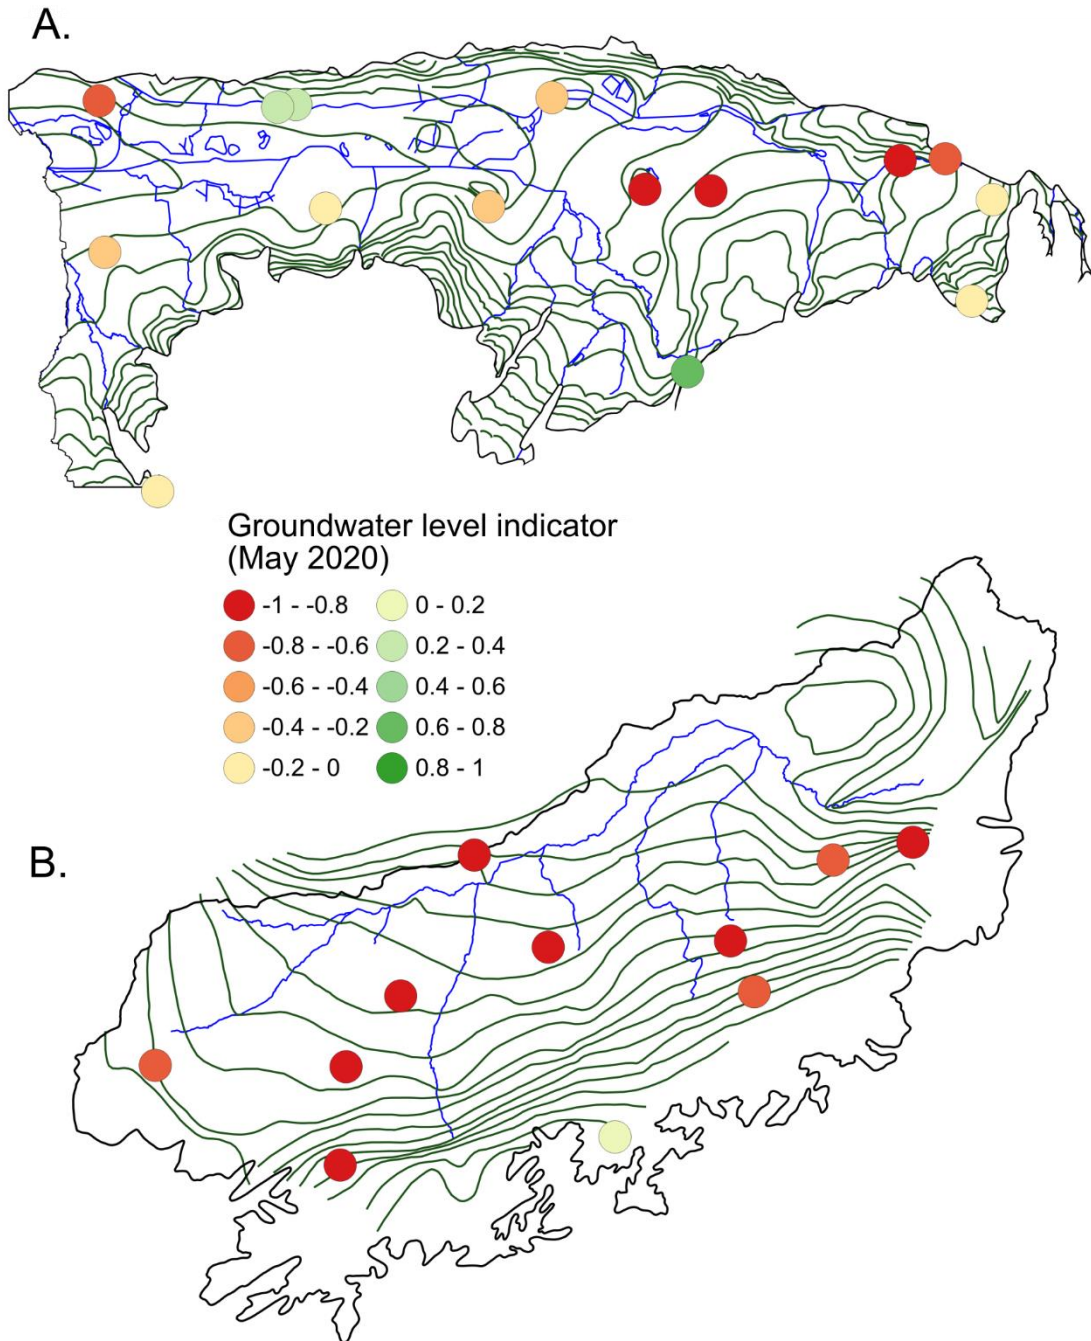 A.
Groundwater level indicator
(May 2020)
-1 - -0.8
0 - 0.2
-0.8 - -0.6
0.2 - 0.4
-0.6 - -0.4
0.4 - 0.6
-0.4 - -0.2
0.6 - 0.8
-0.2 - 0
0.8 - 1
B.